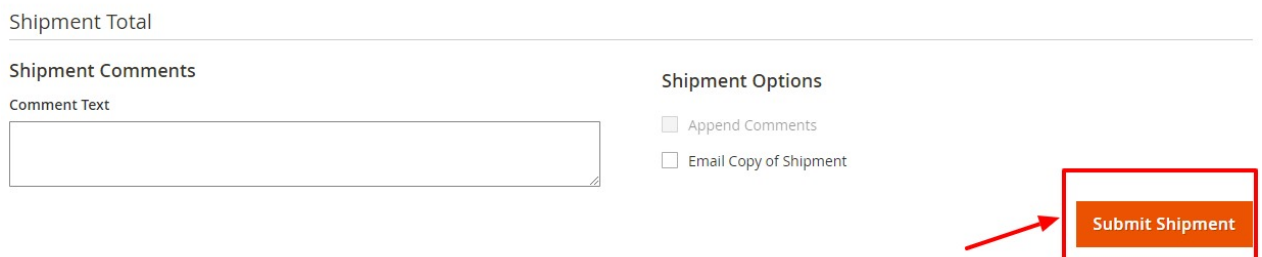 Shipment Total
Shipment Comments
Comment Text
Shipment Options
Append Comments
Email Copy of Shipment
Submit Shipment